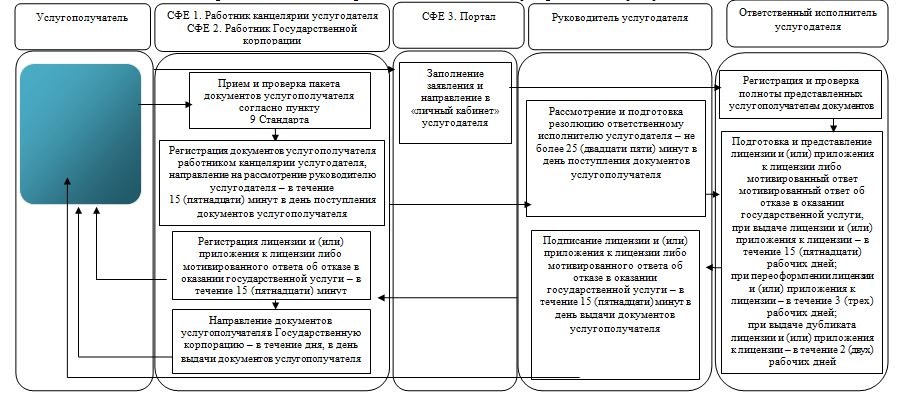 Услугополучатель
СФЕ 1. Работник канцелярии услугодателя
СФЕ 2. Работник Государственной
корпорации
СФЕ 3. Портал
Руководитель услугодателя
Ответственный исполнитель
услугодателя
Прием и проверка пакета
документов услугополучателя
согласно пункту
9 Стандарта
Регистрация документов услугополучателя
работником канцелярии услугодателя,
направление на рассмотрение руководителю
услугодателя – в течение
15 (пятнадцати) минут в день поступления
документов услугополучателя
Регистрация лицензии и (или)
приложения к лицензии либо
мотивированного ответа об отказе в
оказании государственной услуги – в
течение 15 (пятнадцати) минут
Направление документов
услугополучателя в Государственную
корпорацию – в течение дня, в день
выдачи документов услугополучателя
Заполнение
заявления и
направление в
«личный кабинет»
услугодателя
Рассмотрение и подготовка
резолюцию ответственному
исполнителю услугодателя – не
более 25 (двадцати пяти) минут в
день поступления документов
услугополучателя
Подписание лицензии и (или)
приложения к лицензии либо
мотивированного ответа об
отказе в оказании
государственной услуги – в
течение 15 (пятнадцати) минут в
день выдачи документов
услугополучателя
Регистрация и проверка
полноты представленных
услугополучателем документов
Подготовка и представление
лицензии и (или) приложения
к лицензии либо
мотивированный ответ
мотивированный ответ об
отказе в оказании
государственной услуги,
при выдаче лицензии и (или)
приложения к лицензии – в
течение 15 (пятнадцати)
рабочих дней;
при переоформлении лицензии
и (или) приложения к
лицензии – в течение 3 (трех)
рабочих дней;
при выдаче дубликата
лицензии и (или) приложения
к лицензии – в течение 2 (двух)
рабочих дней